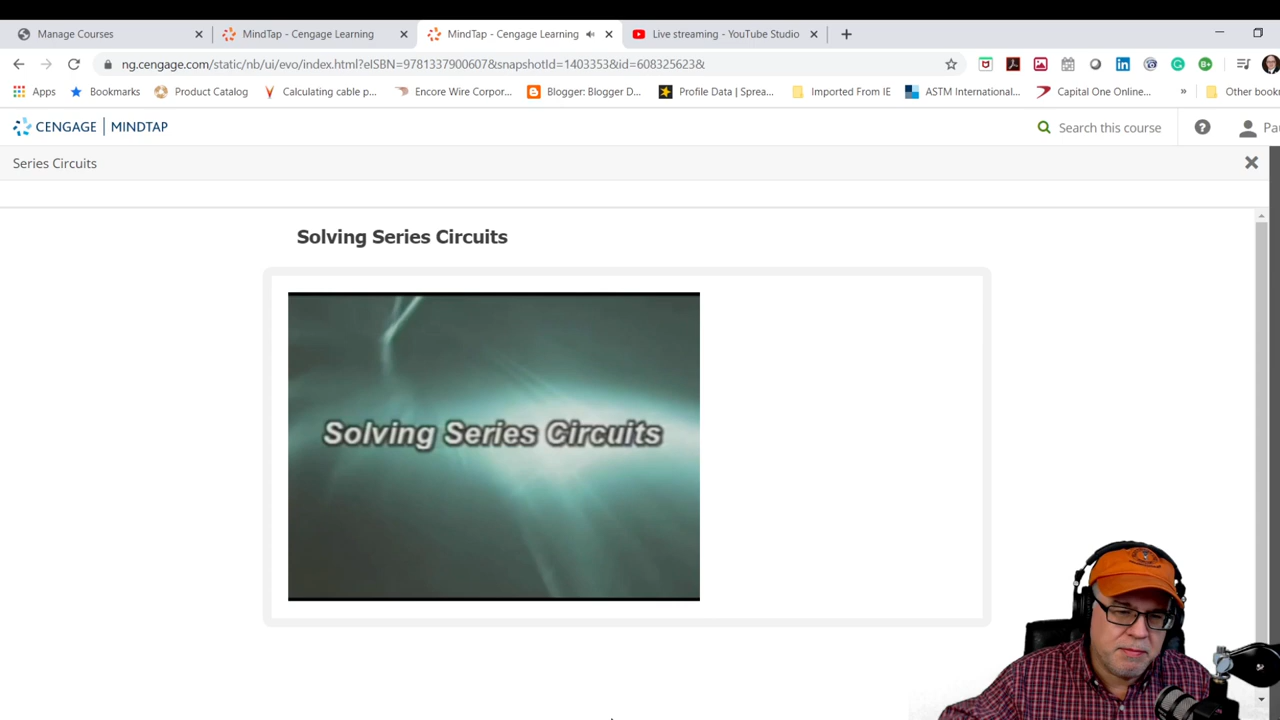 Manage Courses
MindTap - Cengage Learning
MindTap - Cengage Learning
Live streaming - YouTube Studio
ng.cengage.com/static/nb/ui/evo/index.html?eISBN=9781337900607&snapshotId=1403353&id=608325623&
Apps
Bookmarks
Product Catalog
Calculating cable p...
Encore Wire Corpor...
Blogger: Blogger D...
Profile Data | Sprea...
Imported From IE
ASTM International...
Capital One Online...
»
Other book
CENGAGE | MINDTAP
Search this course
Pau
Series Circuits
Solving Series Circuits
Solving Series Circuits